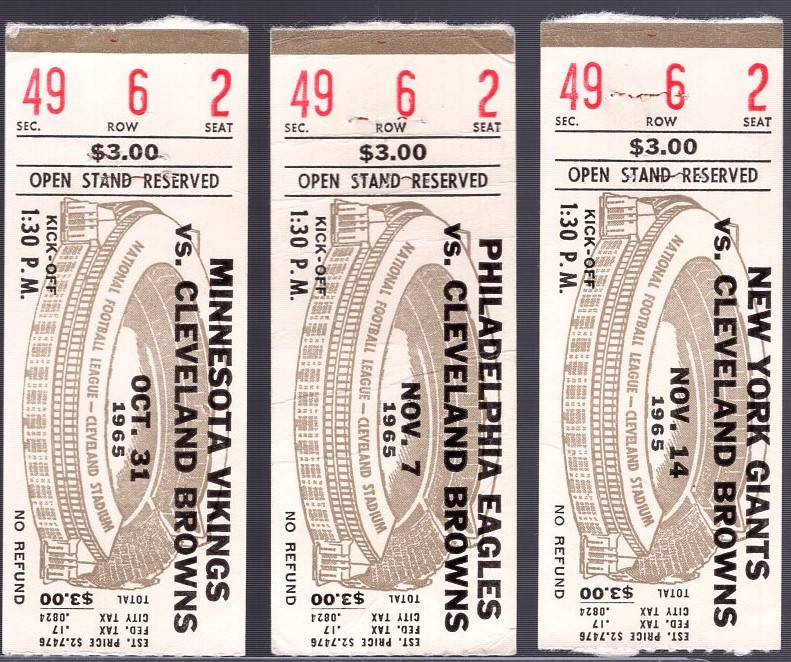 49 6 2
SEC. ROW SEAT
$3.00
OPEN STAND RESERVED
MINNESOTA VIKINGS
VS. CLEVELAND BROWNS
OCT. 31
1965
NATIONAL FOOTBALL LEAGUE — CLEVELAND STADIUM
KICK-OFF
1:30 P. M.
NO REFUND
EST. PRICE $2.7476
FED. TAX .17
CITY TAX .0824
TOTAL $3.00
49 6 2
SEC. ROW SEAT
$3.00
OPEN STAND RESERVED
PHILADELPHIA EAGLES
VS. CLEVELAND BROWNS
NOV. 7
1965
NATIONAL FOOTBALL LEAGUE — CLEVELAND STADIUM
KICK-OFF
1:30 P. M.
NO REFUND
EST. PRICE $2.7476
FED. TAX .17
CITY TAX .0824
TOTAL $3.00
49 6 2
SEC. ROW SEAT
$3.00
OPEN STAND RESERVED
NEW YORK GIANTS
VS. CLEVELAND BROWNS
NOV. 14
1965
NATIONAL FOOTBALL LEAGUE — CLEVELAND STADIUM
KICK-OFF
1:30 P. M.
NO REFUND
EST. PRICE $2.7476
FED. TAX .17
CITY TAX .0824
TOTAL $3.00